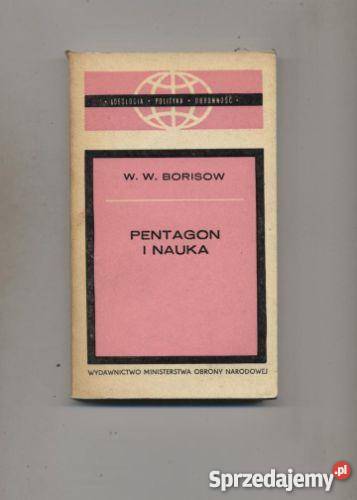 • IDEOLOGIA • POLITYKA • OBRONNOŚĆ •
W. W. BORISOW
PENTAGON
I NAUKA
WYDAWNICTWO MINISTERSTWA OBRONY NARODOWEJ
Sprzedajemy.pl